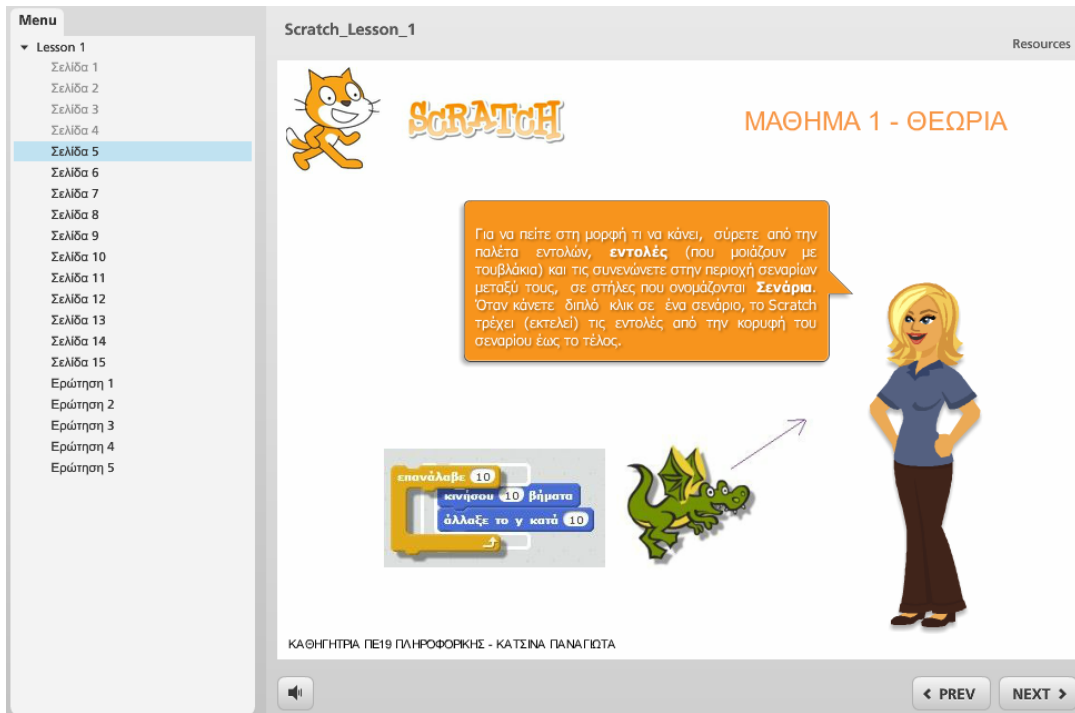 Menu
Lesson 1
Σελίδα 1
Σελίδα 2
Σελίδα 3
Σελίδα 4
Σελίδα 5
Σελίδα 6
Σελίδα 7
Σελίδα 8
Σελίδα 9
Σελίδα 10
Σελίδα 11
Σελίδα 12
Σελίδα 13
Σελίδα 14
Σελίδα 15
Ερώτηση 1
Ερώτηση 2
Ερώτηση 3
Ερώτηση 4
Ερώτηση 5
Scratch_Lesson_1
Resources
SCRATCH
ΜΑΘΗΜΑ 1 - ΘΕΩΡΙΑ
Για να πείτε στη μορφή τι να κάνει, σύρετε από την
παλέτα εντολών, εντολές (που μοιάζουν με
τουβλάκια) και τις συνενώνετε στην περιοχή σεναρίων
μεταξύ τους, σε στήλες που ονομάζονται Σενάρια.
Όταν κάνετε διπλό κλικ σε ένα σενάριο, το Scratch
τρέχει (εκτελεί) τις εντολές από την κορυφή του
σεναρίου έως το τέλος.
επανάλαβε 10
κινήσου 10 βήματα
άλλαξε το y κατά 10
ΚΑΘΗΓΗΤΡΙΑ ΠΕ19 ΠΛΗΡΟΦΟΡΙΚΗΣ - ΚΑΤΣΙΝΑ ΠΑΝΑΓΙΩΤΑ
PREV
NEXT